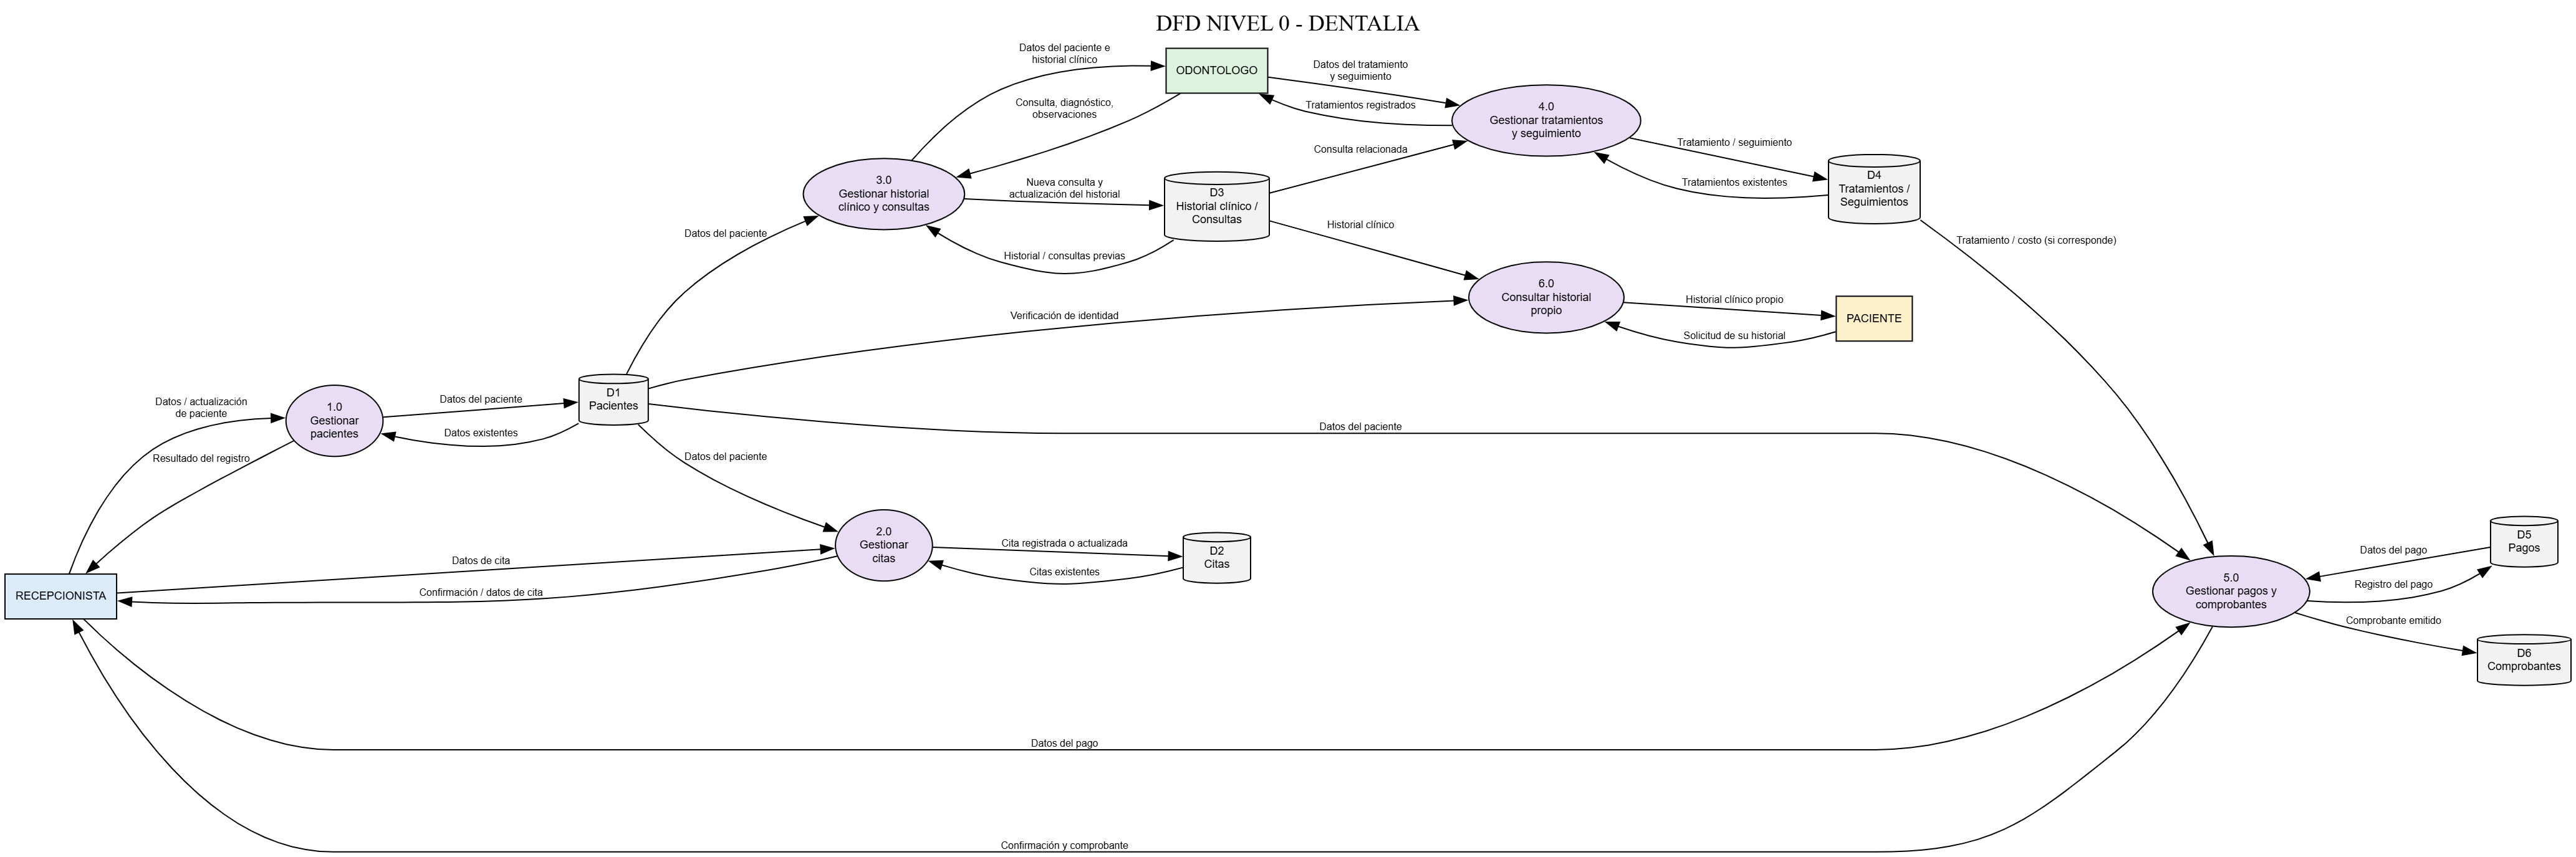 DFD NIVEL 0 - DENTALIA
Datos del paciente e
historial clínico
ODONTOLOGO
Datos del tratamiento
y seguimiento
Consulta, diagnóstico,
observaciones
Tratamientos registrados
4.0
Gestionar tratamientos
y seguimiento
Tratamiento / seguimiento
Consulta relacionada
3.0
Gestionar historial
clínico y consultas
Nueva consulta y
actualización del historial
D3
Historial clínico /
Consultas
Tratamientos existentes
D4
Tratamientos /
Seguimientos
Datos del paciente
Historial clínico
Historial / consultas previas
Tratamiento / costo (si corresponde)
6.0
Consultar historial
propio
Historial clínico propio
PACIENTE
Verificación de identidad
Solicitud de su historial
Datos / actualización
de paciente
1.0
Gestionar
pacientes
Datos del paciente
D1
Pacientes
Datos existentes
Datos del paciente
Resultado del registro
Datos del paciente
2.0
Gestionar
citas
Cita registrada o actualizada
D2
Citas
Citas existentes
Datos de cita
Confirmación / datos de cita
RECEPCIONISTA
5.0
Gestionar pagos y
comprobantes
Datos del pago
D5
Pagos
Registro del pago
Comprobante emitido
D6
Comprobantes
Datos del pago
Confirmación y comprobante